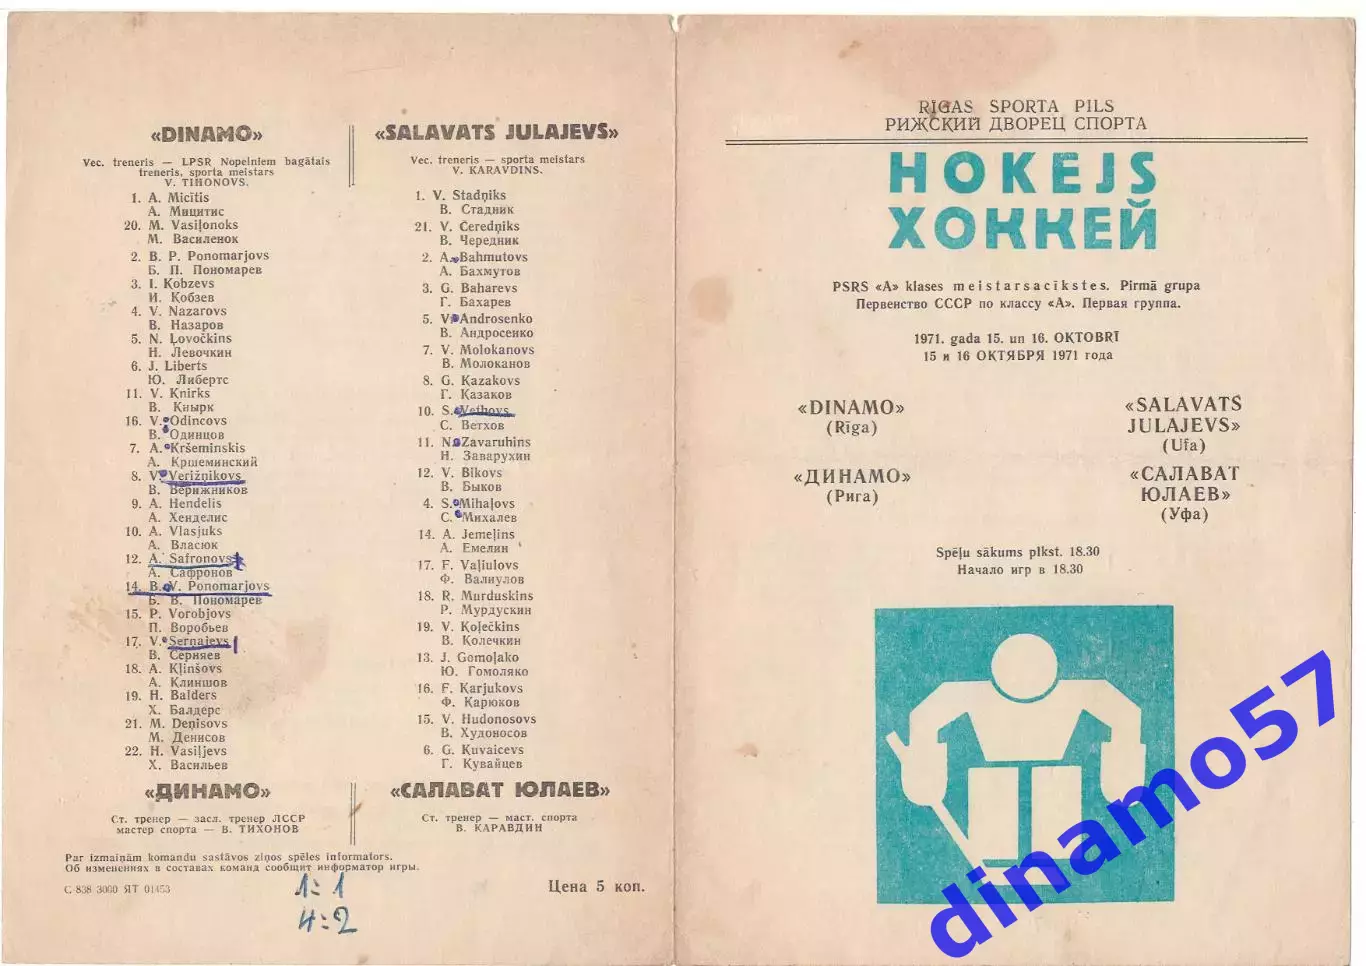 «DINAMO»
Vec. treneris — LPSR Nopelniem bagātais
treneris, sporta meistars
V. TIHONOVS.
1. A. Micītis
А. Мицитис
20. M. Vasiļonoks
М. Василенок
2. B. P. Ponomarjovs
Б. П. Пономарев
3. I. Kobzevs
И. Кобзев
4. V. Nazarovs
В. Назаров
5. N. Ļovočkins
Н. Левочкин
6. J. Liberts
Ю. Либертс
11. V. Knirks
В. Кнырк
16. V. Odincovs
В. Одинцов
7. A. Kršeminskis
А. Кршеминский
8. V. Verižņikovs
В. Верижников
9. A. Hendelis
А. Хенделис
10. A. Vlasjuks
А. Власюк
12. A. Safronovs
А. Сафронов
14. B. V. Ponomarjovs
Б. В. Пономарев
15. P. Vorobjovs
П. Воробьев
17. V. Serņajevs
В. Серняев
18. A. Kļinšovs
А. Клиншов
19. H. Balders
Х. Балдерс
21. M. Deņisovs
М. Денисов
22. H. Vasiļjevs
Х. Васильев
«ДИНАМО»
Ст. тренер — засл. тренер ЛССР
мастер спорта — В. ТИХОНОВ
«SALAVATS JULAJEVS»
Vec. treneris — sporta meistars
V. KARAVDINS.
1. V. Stadņiks
В. Стадник
21. V. Čeredņiks
В. Чередник
2. A. Bahmutovs
А. Бахмутов
3. G. Baharevs
Г. Бахарев
5. V. Androsenko
В. Андросенко
7. V. Molokanovs
В. Молоканов
8. G. Kazakovs
Г. Казаков
10. S. Vethovs
С. Ветхов
11. N. Zavaruhins
Н. Заварухин
12. V. Bikovs
В. Быков
4. S. Mihaļovs
С. Михалев
14. A. Jemeļins
А. Емелин
17. F. Vaļiulovs
Ф. Валиулов
18. R. Murduskins
Р. Мурдускин
19. V. Koļečkins
В. Колечкин
13. J. Gomoļako
Ю. Гомоляко
16. F. Karjukovs
Ф. Карюков
15. V. Hudonosovs
В. Худоносов
6. G. Kuvaicevs
Г. Кувайцев
«САЛАВАТ ЮЛАЕВ»
Ст. тренер — маст. спорта
В. КАРАВДИН
Par izmaiņām komandu sastāvos ziņos spēles informators.
Об изменениях в составах команд сообщит информатор игры.
С 838 3000 ЯТ 01453
Цена 5 коп.
1:1
4:2
RĪGAS SPORTA PILS
РИЖСКИЙ ДВОРЕЦ СПОРТА
HOKEJS
ХОККЕЙ
PSRS «A» klases meistarsacīkstes. Pirmā grupa
Первенство СССР по классу «А». Первая группа.
1971. gada 15. un 16. OKTOBRĪ
15 и 16 ОКТЯБРЯ 1971 года
«DINAMO»
(Rīga)
«SALAVATS
JULAJEVS»
(Ufa)
«ДИНАМО»
(Рига)
«САЛАВАТ
ЮЛАЕВ»
(Уфа)
Spēļu sākums plkst. 18.30
Начало игр в 18.30
dinamo57